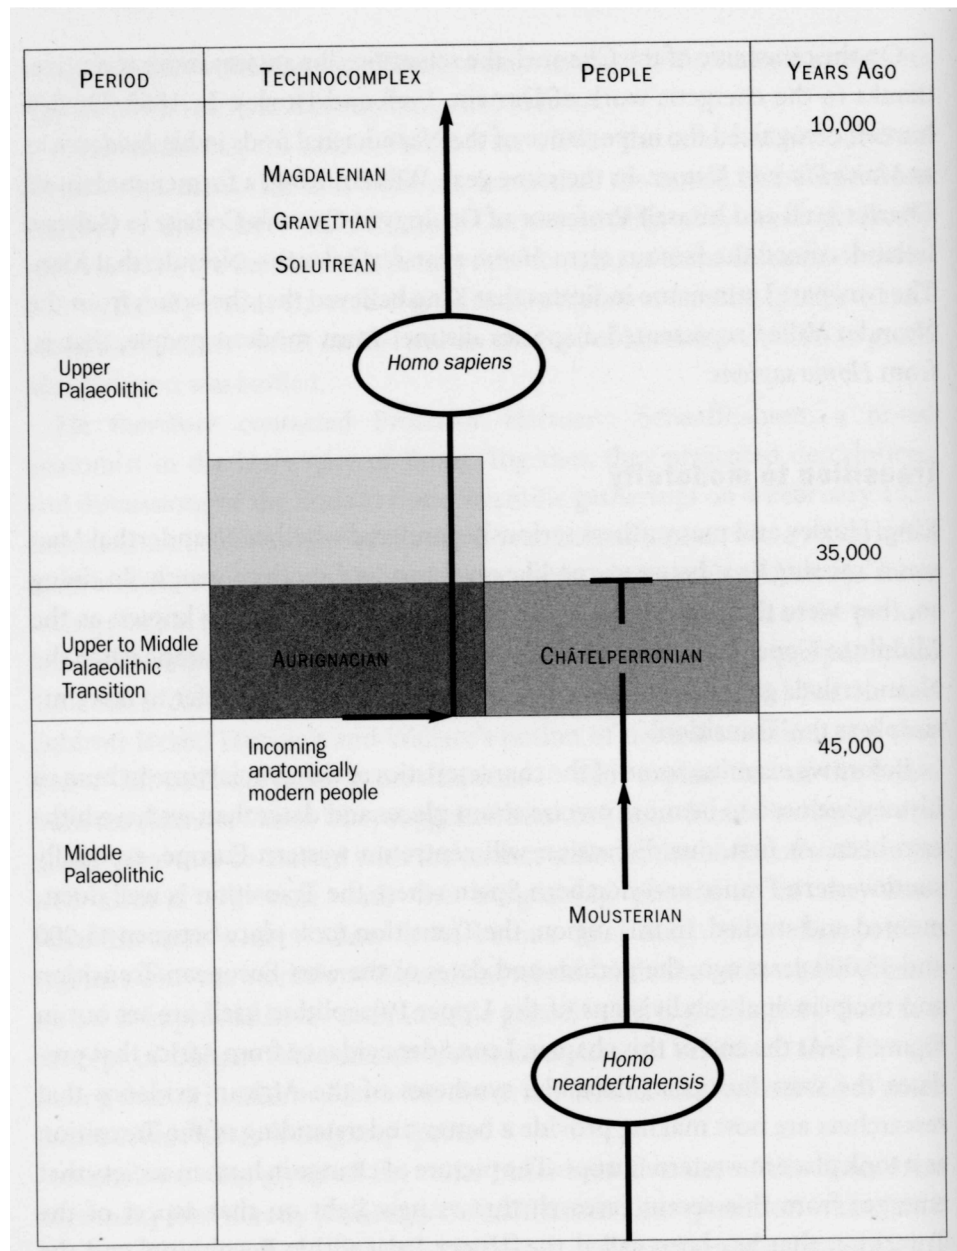 PERIOD TECHNOCOMPLEX PEOPLE YEARS AGO
10,000
MAGDALENIAN
GRAVETTIAN
SOLUTREAN
Homo sapiens
Upper
Palaeolithic
35,000
Upper to Middle
Palaeolithic
Transition
AURIGNACIAN
CHÂTELPERRONIAN
Incoming
anatomically
modern people
45,000
Middle
Palaeolithic
MOUSTERIAN
Homo
neanderthalensis